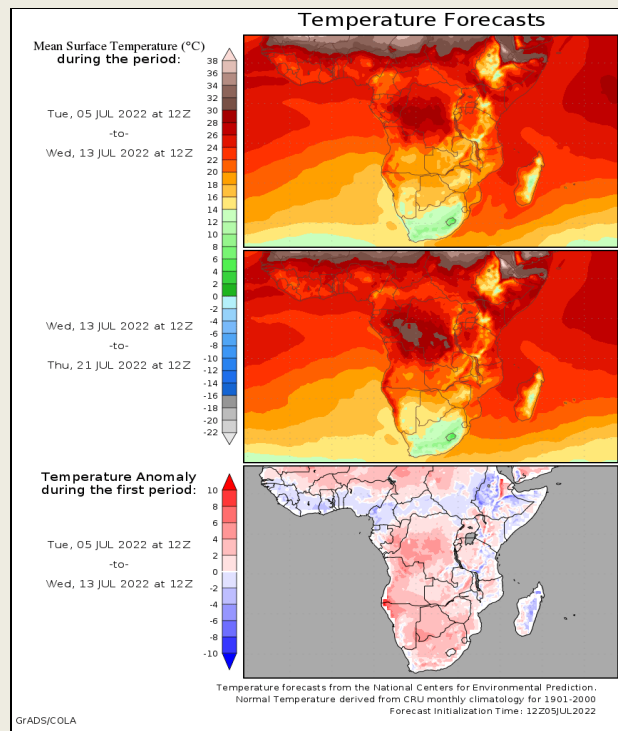 Temperature Forecasts
Mean Surface Temperature (°C)
during the period:
Tue, 05 JUL 2022 at 12Z
-to-
Wed, 13 JUL 2022 at 12Z
38
36
34
32
30
28
26
24
22
20
18
16
14
12
10
8
6
4
2
0
-2
-4
-6
-8
-10
-12
-14
-16
-18
-20
-22
Wed, 13 JUL 2022 at 12Z
-to-
Thu, 21 JUL 2022 at 12Z
Temperature Anomaly
during the first period:
Tue, 05 JUL 2022 at 12Z
-to-
Wed, 13 JUL 2022 at 12Z
10
8
6
4
2
0
-2
-4
-6
-8
-10
Temperature forecasts from the National Centers for Environmental Prediction.
Normal Temperature derived from CRU monthly climatology for 1901-2000
Forecast Initialization Time: 12Z05JUL2022
GrADS/COLA